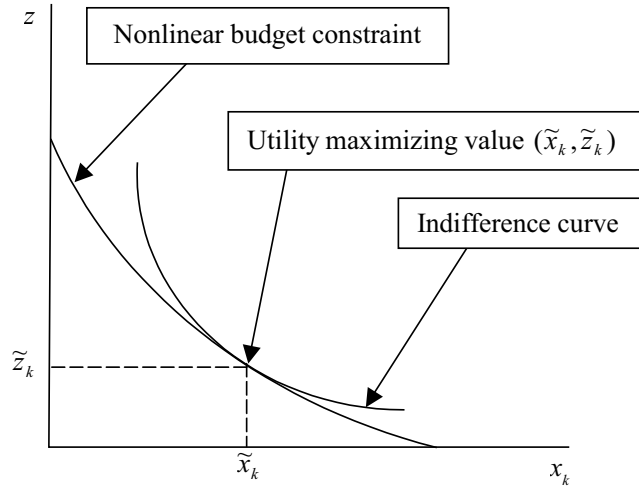 z
Nonlinear budget constraint
Utility maximizing value (x̃ₖ, z̃ₖ)
Indifference curve
z̃ₖ
x̃ₖ
xₖ